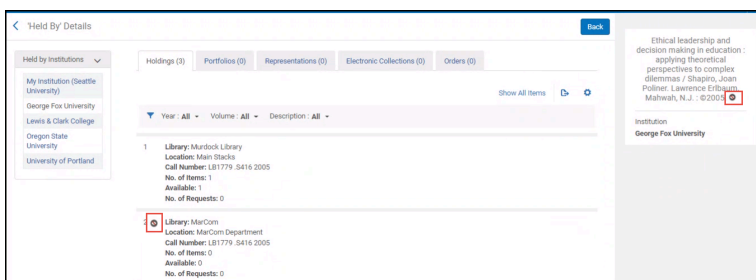 'Held By' Details
Back
Held by Institutions
My Institution (Seattle
University)
George Fox University
Lewis & Clark College
Oregon State
University
University of Portland
Holdings (3) Portfolios (0) Representations (0) Electronic Collections (0) Orders (0)
Show All Items
Year : All Volume : All Description : All
1 Library: Murdock Library
Location: Main Stacks
Call Number: LB1779 .S416 2005
No. of Items: 1
Available: 1
No. of Requests: 0
2 Library: MarCom
Location: MarCom Department
Call Number: LB1779 .S416 2005
No. of Items: 0
Available: 0
No. of Requests: 0
Ethical leadership and
decision making in education :
applying theoretical
perspectives to complex
dilemmas / Shapiro, Joan
Poliner. Lawrence Erlbaum,
Mahwah, N.J. : ©2005
Institution
George Fox University